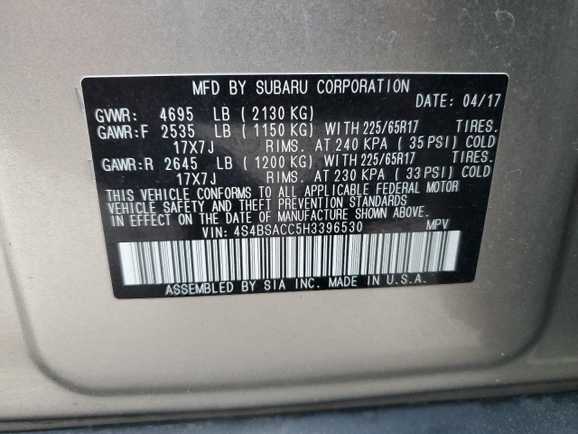 MFD BY SUBARU CORPORATION
DATE: 04/17
GVWR: 4695 LB ( 2130 KG)
GAWR:F 2535 LB ( 1150 KG) WITH 225/65R17 TIRES.
17X7J RIMS. AT 240 KPA ( 35 PSI) COLD
GAWR:R 2645 LB ( 1200 KG) WITH 225/65R17 TIRES.
17X7J RIMS. AT 230 KPA ( 33 PSI) COLD
THIS VEHICLE CONFORMS TO ALL APPLICABLE FEDERAL MOTOR
VEHICLE SAFETY AND THEFT PREVENTION STANDARDS
IN EFFECT ON THE DATE OF MANUFACTURE SHOWN ABOVE.
VIN: 4S4BSACC5H3396530 MPV
ASSEMBLED BY SIA INC. MADE IN U.S.A.